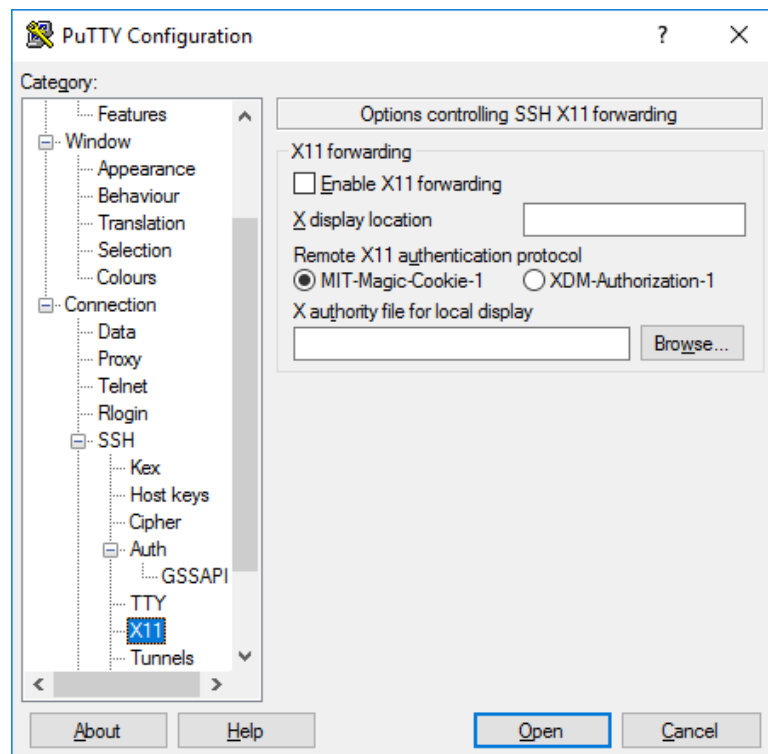 PuTTY Configuration
?
Category:
Features
Window
Appearance
Behaviour
Translation
Selection
Colours
Connection
Data
Proxy
Telnet
Rlogin
SSH
Kex
Host keys
Cipher
Auth
GSSAPI
TTY
X11
Tunnels
Options controlling SSH X11 forwarding
X11 forwarding
Enable X11 forwarding
X display location
Remote X11 authentication protocol
MIT-Magic-Cookie-1 XDM-Authorization-1
X authority file for local display
Browse...
About Help Open Cancel